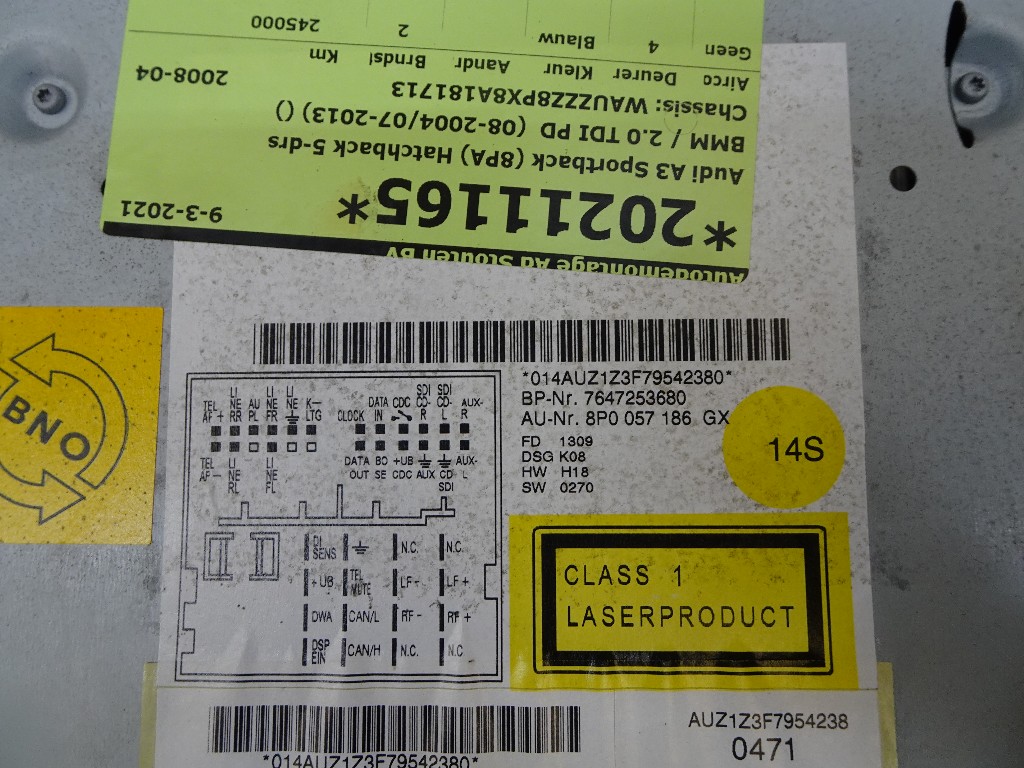 Autodemontage Ad Stouten BV
*20211165*
9-3-2021
Audi A3 Sportback (8PA) Hatchback 5-drs
BMM / 2.0 TDI PD (08-2004/07-2013) ()
Chassis: WAUZZZ8PX8A181713
2008-04
Airco Deuren Kleur Aandr. Brndst Km
Geen 4 Blauw 2 245000
BNO
*014AUZ1Z3F79542380*
BP-Nr. 7647253680
AU-Nr. 8P0 057 186 GX
FD 1309
DSG K08
HW H18
SW 0270
14S
TEL AF+
LI NE RR
AU PL
LI NE FR
LI NE
K- LTG
CLOCK
DATA IN
CDC
SDI CD- R
SDI CD- L
AUX- R
TEL AF-
LI NE RL
LI NE FL
DATA OUT
BO SE
+UB CDC
AUX
CD SDI
AUX- L
DI SENS
N.C.
N.C.
+UB
TEL MUTE
LF-
LF+
DWA
CAN/L
RF-
RF+
DSP EIN
CAN/H
N.C.
N.C
CLASS 1
LASERPRODUCT
*014AUZ1Z3F79542380*
AUZ1Z3F7954238
0471